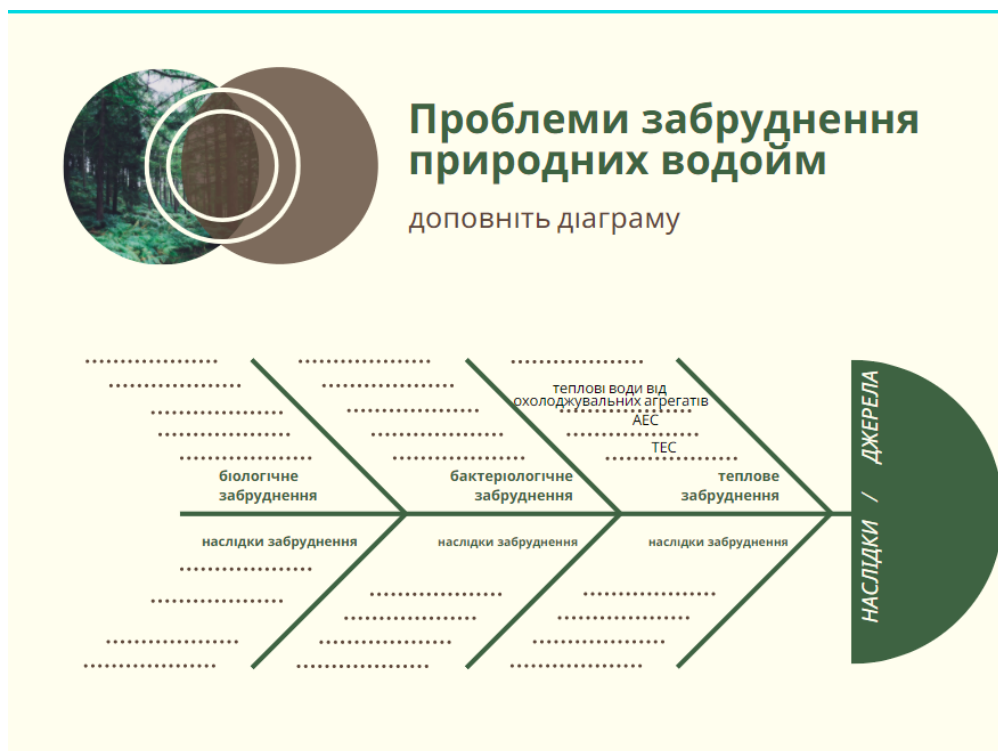 Проблеми забруднення
природних водойм
доповніть діаграму
теплові води від
охолоджувальних агрегатів
АЕС
ТЕС
біологічне
забруднення
бактеріологічне
забруднення
теплове
забруднення
наслідки забруднення
наслідки забруднення
наслідки забруднення
НАСЛІДКИ / ДЖЕРЕЛА